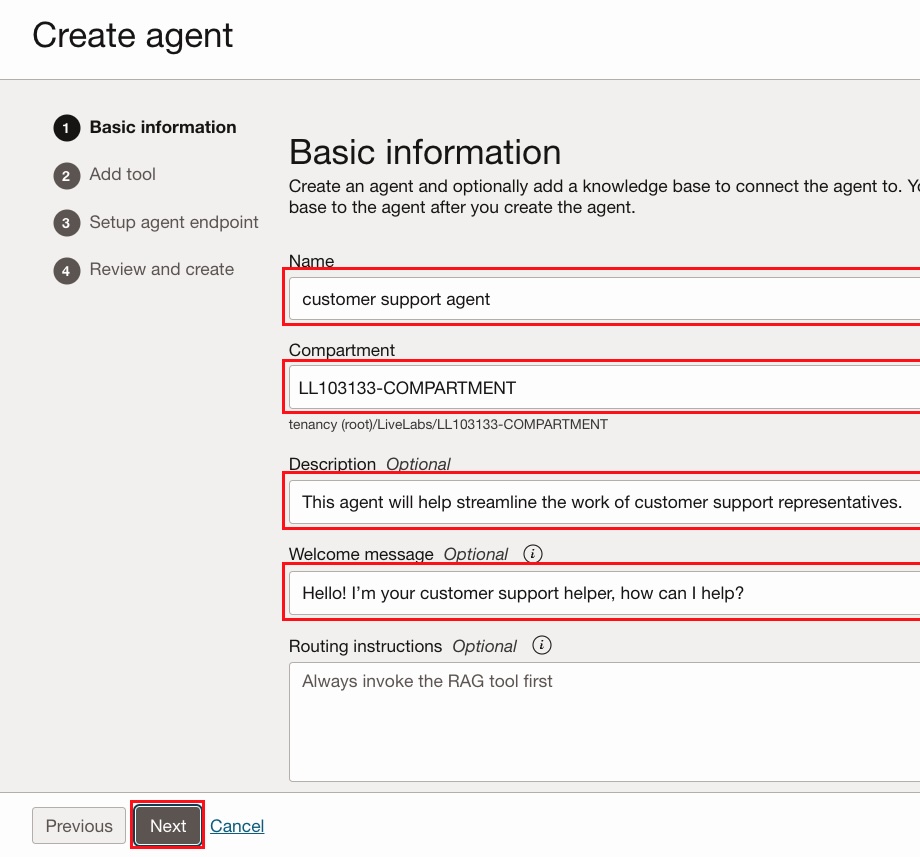 Create agent
1 Basic information
2 Add tool
3 Setup agent endpoint
4 Review and create
Basic information
Create an agent and optionally add a knowledge base to connect the agent to.
base to the agent after you create the agent.
Name
customer support agent
Compartment
LL103133-COMPARTMENT
tenancy (root)/LiveLabs/LL103133-COMPARTMENT
Description Optional
This agent will help streamline the work of customer support representatives.
Welcome message Optional i
Hello! I'm your customer support helper, how can I help?
Routing instructions Optional i
Always invoke the RAG tool first
Previous Next Cancel